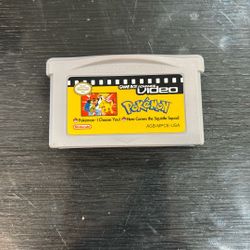 GAME BOY ADVANCE
Video
Pokémon
Pokémon- I Choose You!
Here Comes the Squirtle Squad
Nintendo
AGB-MPCE-USA